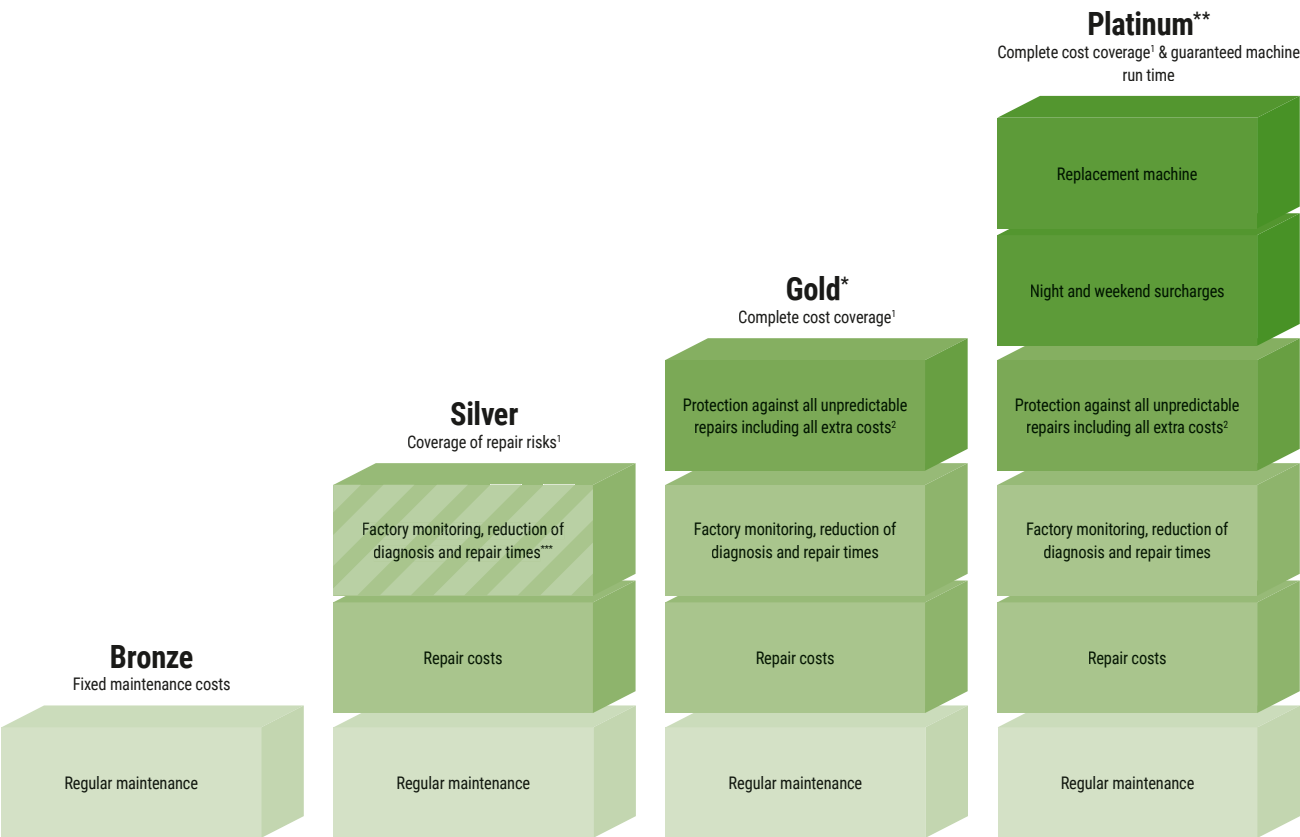 Platinum**
Complete cost coverage¹ & guaranteed machine
run time
Replacement machine
Night and weekend surcharges
Gold*
Complete cost coverage¹
Protection against all unpredictable
repairs including all extra costs²
Protection against all unpredictable
repairs including all extra costs²
Silver
Coverage of repair risks¹
Factory monitoring, reduction of
diagnosis and repair times***
Factory monitoring, reduction of
diagnosis and repair times
Factory monitoring, reduction of
diagnosis and repair times
Bronze
Fixed maintenance costs
Repair costs
Repair costs
Repair costs
Regular maintenance
Regular maintenance
Regular maintenance
Regular maintenance